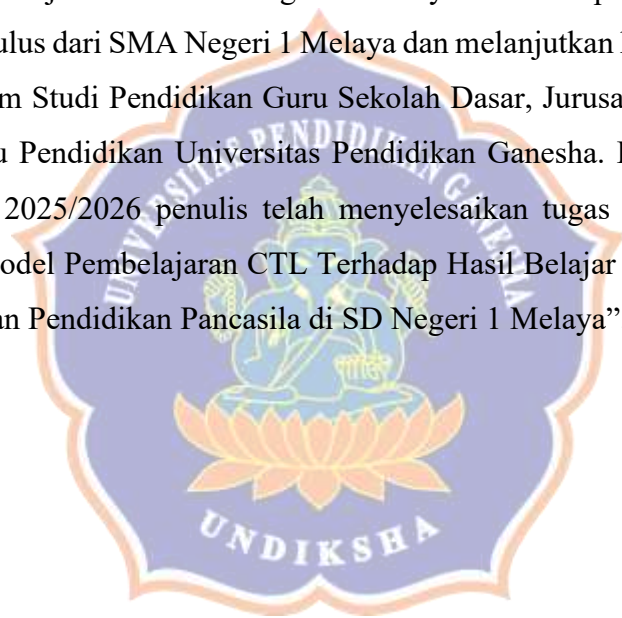 ulus dari SMA Negeri 1 Melaya dan melanjutkan
m Studi Pendidikan Guru Sekolah Dasar, Jurusa
u Pendidikan Universitas Pendidikan Ganesha.
2025/2026 penulis telah menyelesaikan tugas
odel Pembelajaran CTL Terhadap Hasil Belajar
an Pendidikan Pancasila di SD Negeri 1 Melaya”
UNIVERSITAS PENDIDIKAN GANESHA
UNDIKSHA